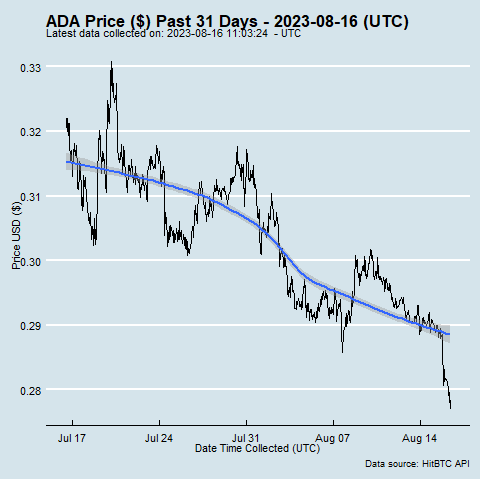 ADA Price ($) Past 31 Days - 2023-08-16 (UTC)
Latest data collected on: 2023-08-16 11:03:24 - UTC
0.33
0.32
0.31
0.30
0.29
0.28
Price USD ($)
Jul 17 Jul 24 Jul 31 Aug 07 Aug 14
Date Time Collected (UTC)
Data source: HitBTC API